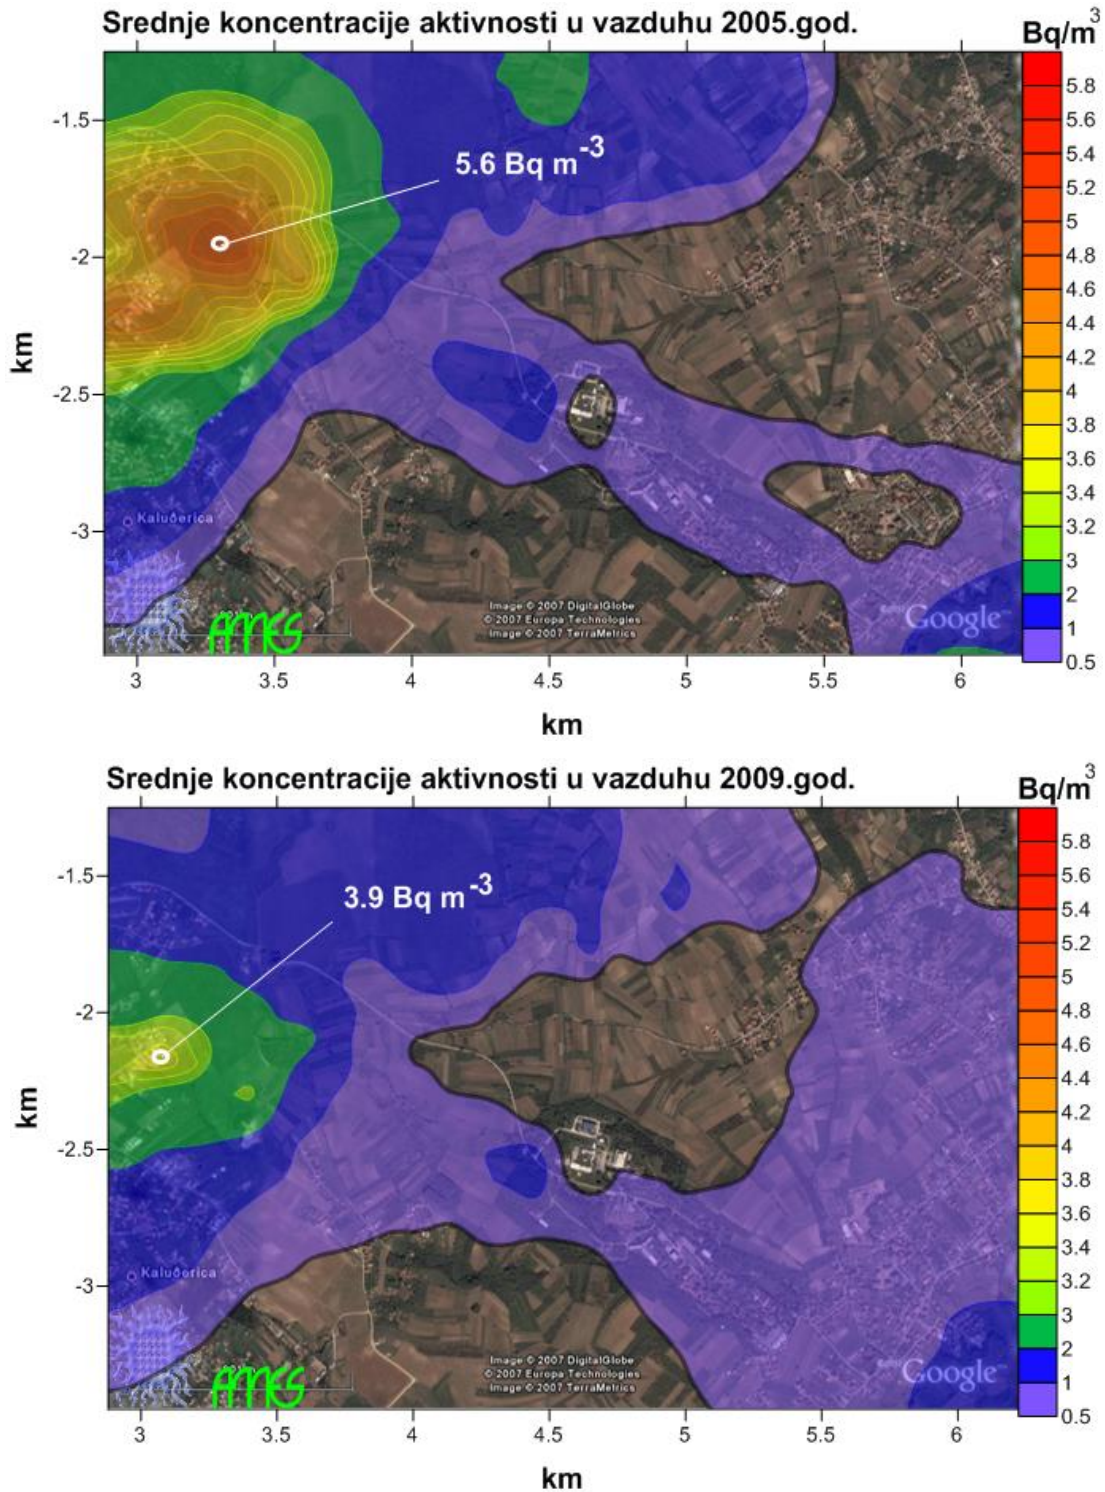 Srednje koncentracije aktivnosti u vazduhu 2005.god.
Bq/m³
5.8
5.6
5.4
5.2
5
4.8
4.6
4.4
4.2
4
3.8
3.6
3.4
3.2
3
2
1
0.5
-1.5
-2
-2.5
-3
km
5.6 Bq m⁻³
Kaluđerica
AMES
Image © 2007 DigitalGlobe
© 2007 Europa Technologies
Image © 2007 TerraMetrics
Google
3 3.5 4 4.5 5 5.5 6
km
Srednje koncentracije aktivnosti u vazduhu 2009.god.
Bq/m³
5.8
5.6
5.4
5.2
5
4.8
4.6
4.4
4.2
4
3.8
3.6
3.4
3.2
3
2
1
0.5
-1.5
-2
-2.5
-3
km
3.9 Bq m⁻³
Kaluđerica
AMES
Image © 2007 DigitalGlobe
© 2007 Europa Technologies
Image © 2007 TerraMetrics
Google
3 3.5 4 4.5 5 5.5 6
km